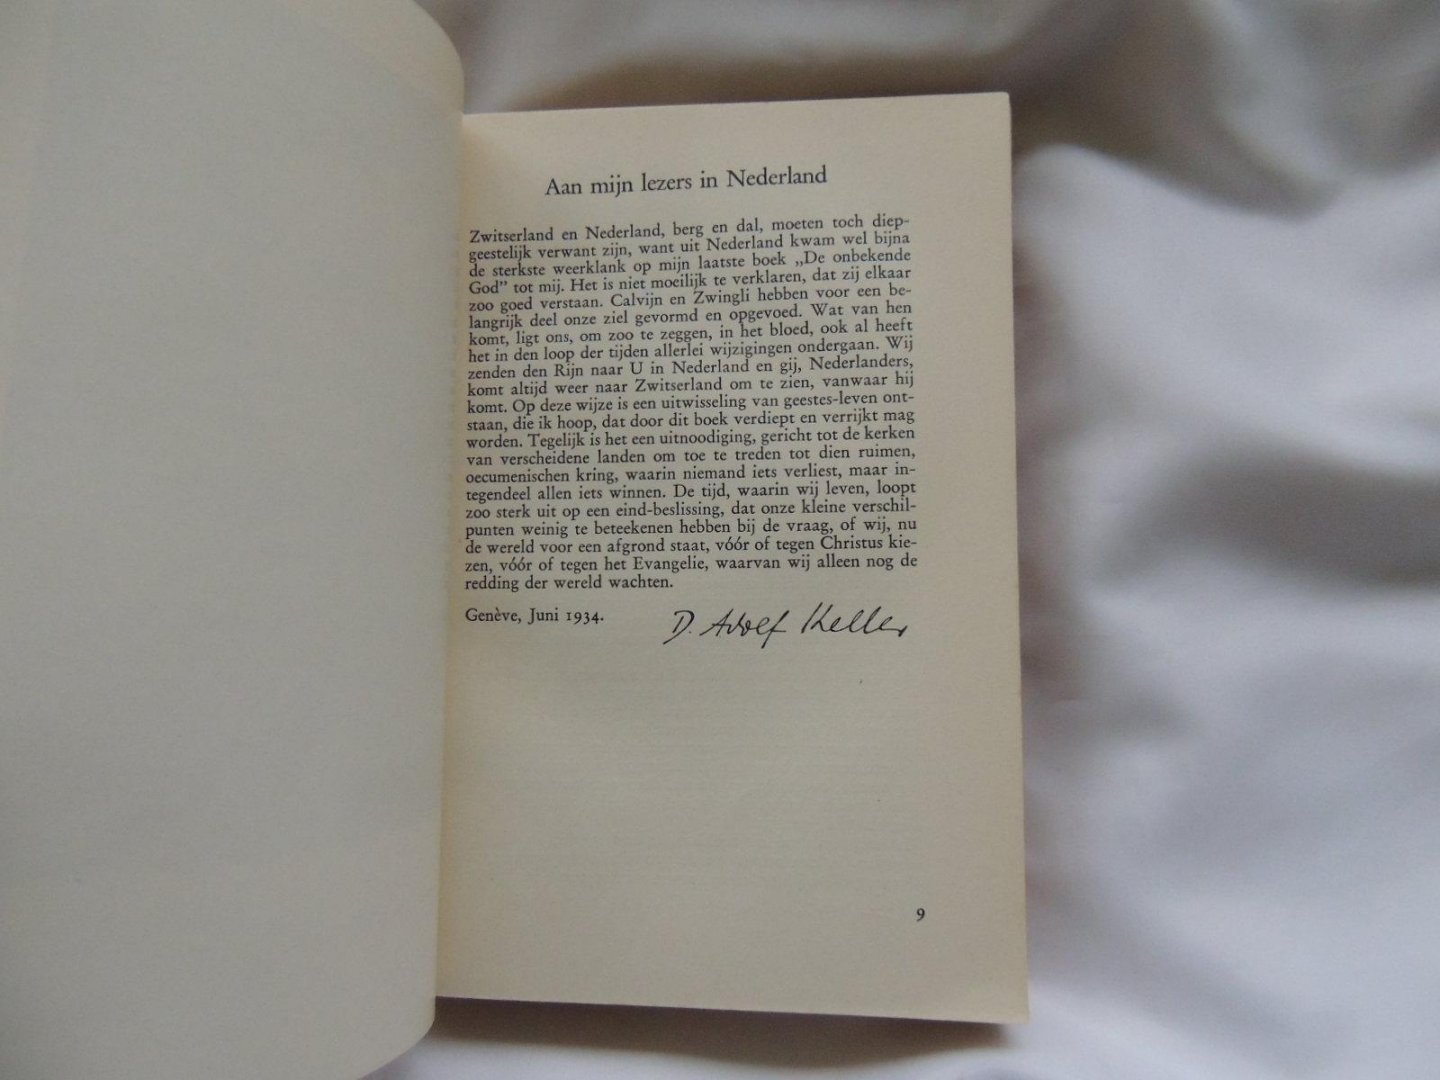 Aan mijn lezers in Nederland
Zwitserland en Nederland, berg en dal, moeten toch diep-
geestelijk verwant zijn, want uit Nederland kwam wel bijna
de sterkste weerklank op mijn laatste boek „De onbekende
God” tot mij. Het is niet moeilijk te verklaren, dat zij elkaar
zoo goed verstaan. Calvijn en Zwingli hebben voor een be-
langrijk deel onze ziel gevormd en opgevoed. Wat van hen
komt, ligt ons, om zoo te zeggen, in het bloed, ook al heeft
het in den loop der tijden allerlei wijzigingen ondergaan. Wij
zenden den Rijn naar U in Nederland en gij, Nederlanders,
komt altijd weer naar Zwitserland om te zien, vanwaar hij
komt. Op deze wijze is een uitwisseling van geestes-leven ont-
staan, die ik hoop, dat door dit boek verdiept en verrijkt mag
worden. Tegelijk is het een uitnoodiging, gericht tot de kerken
van verscheidene landen om toe te treden tot dien ruimen,
oecumenischen kring, waarin niemand iets verliest, maar in-
tegendeel allen iets winnen. De tijd, waarin wij leven, loopt
zoo sterk uit op een eind-beslissing, dat onze kleine verschil-
punten weinig te beteekenen hebben bij de vraag, of wij, nu
de wereld voor een afgrond staat, vóór of tegen Christus kie-
zen, vóór of tegen het Evangelie, waarvan wij alleen nog de
redding der wereld wachten.
Genève, Juni 1934. D. Adolf Keller
9